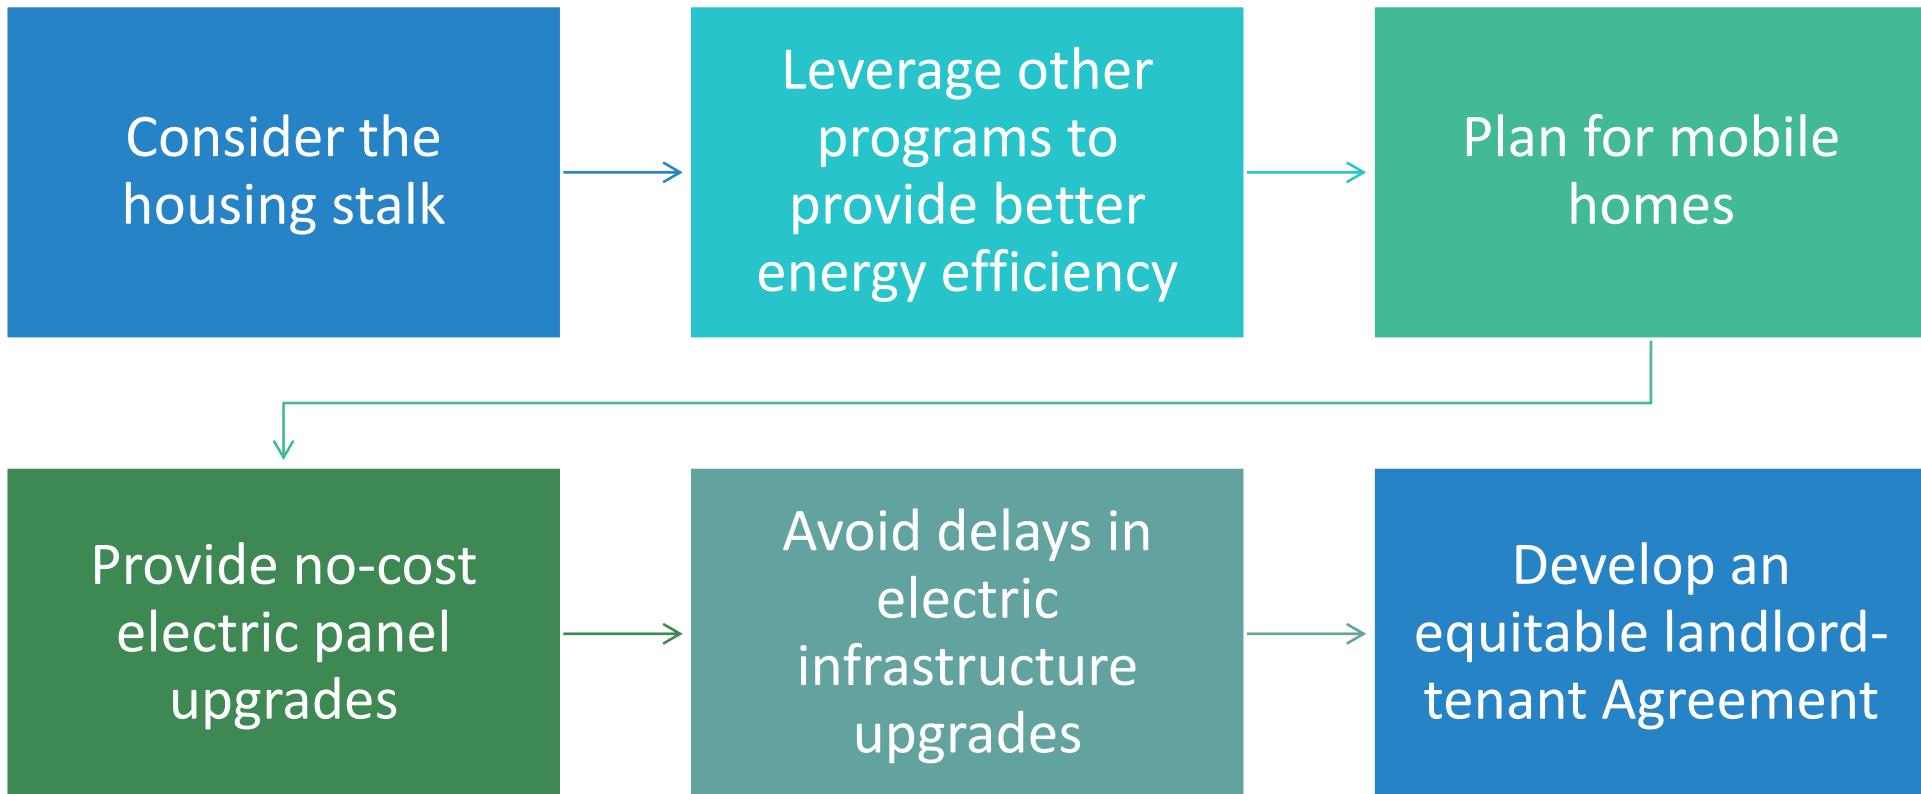 Consider the
housing stalk
Leverage other
programs to
provide better
energy efficiency
Plan for mobile
homes
Provide no-cost
electric panel
upgrades
Avoid delays in
electric
infrastructure
upgrades
Develop an
equitable landlord-
tenant Agreement